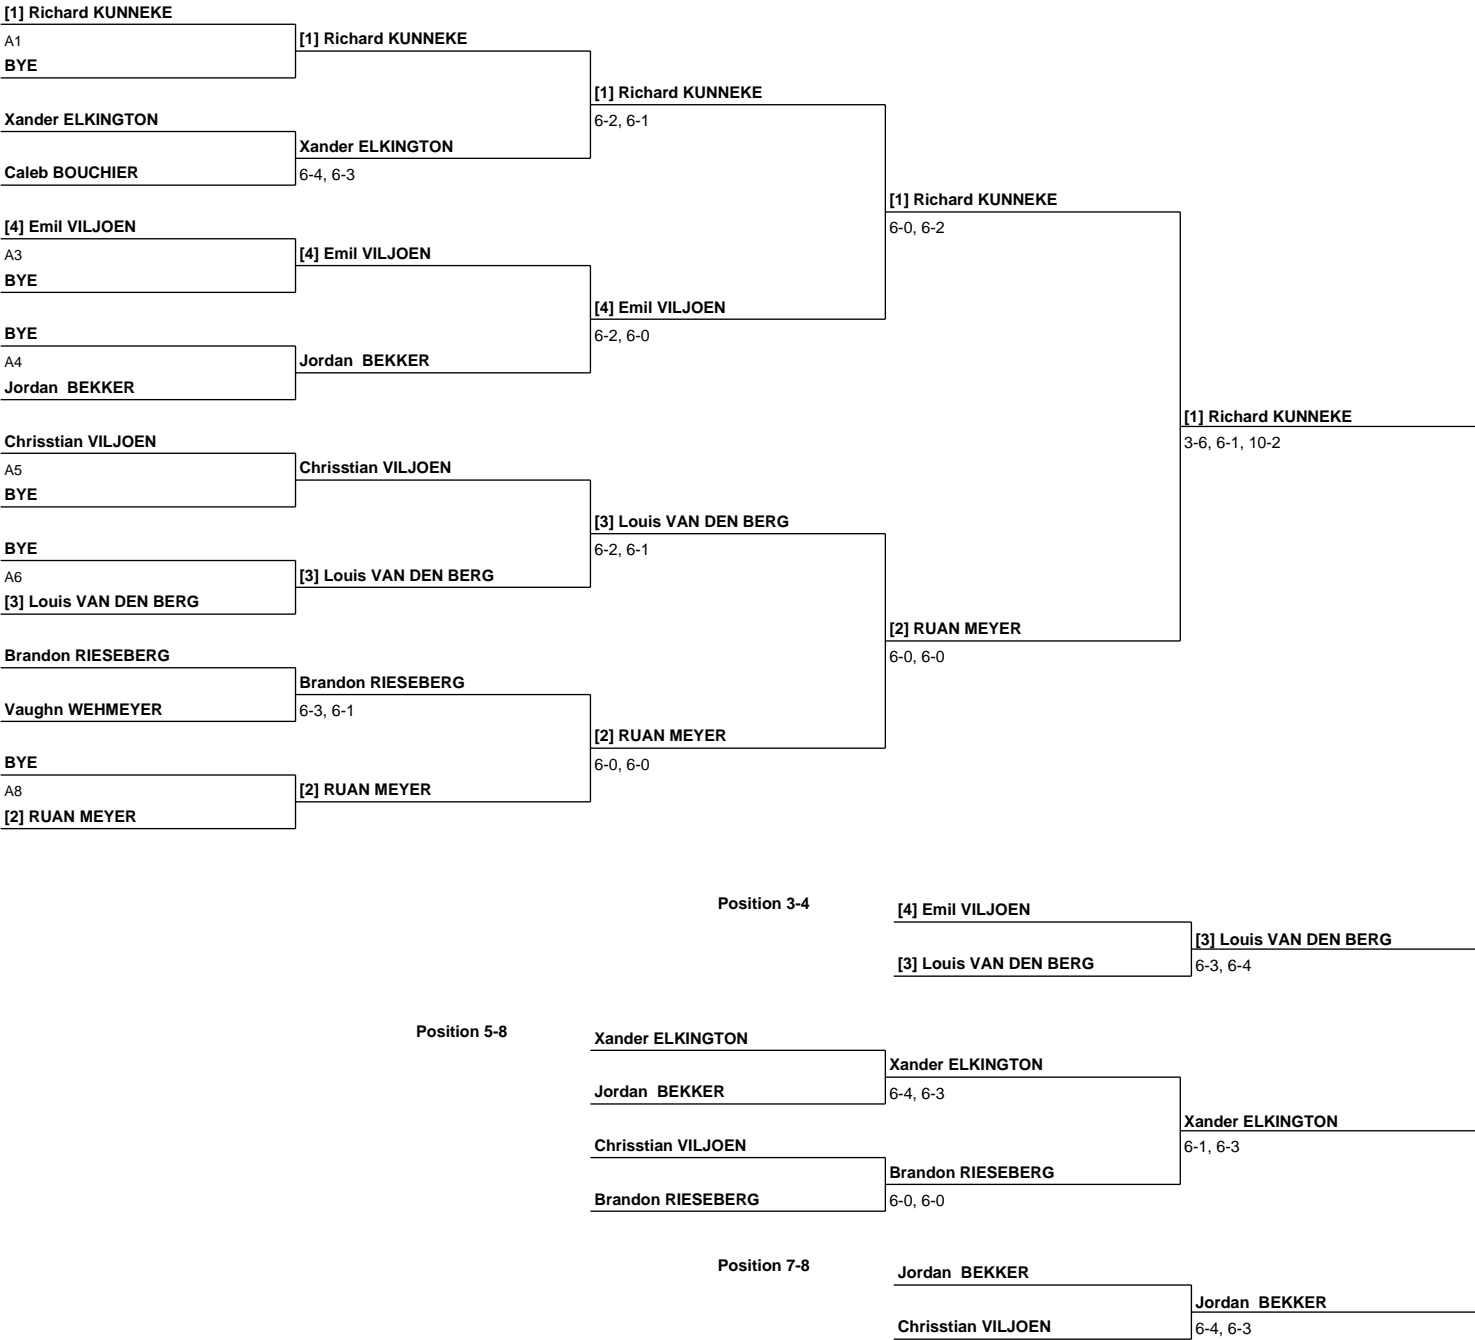 [1] Richard KUNNEKE
A1
BYE
Xander ELKINGTON
Caleb BOUCHIER
[4] Emil VILJOEN
A3
BYE
BYE
A4
Jordan  BEKKER
Chrisstian VILJOEN
A5
BYE
BYE
A6
[3] Louis VAN DEN BERG
Brandon RIESEBERG
Vaughn WEHMEYER
BYE
A8
[2] RUAN MEYER
[1] Richard KUNNEKE
Xander ELKINGTON
6-4, 6-3
[4] Emil VILJOEN
Jordan  BEKKER
Chrisstian VILJOEN
[3] Louis VAN DEN BERG
Brandon RIESEBERG
6-3, 6-1
[2] RUAN MEYER
[1] Richard KUNNEKE
6-2, 6-1
[4] Emil VILJOEN
6-2, 6-0
[3] Louis VAN DEN BERG
6-2, 6-1
[2] RUAN MEYER
6-0, 6-0
[1] Richard KUNNEKE
6-0, 6-2
[2] RUAN MEYER
6-0, 6-0
[1] Richard KUNNEKE
3-6, 6-1, 10-2
Position 3-4
[4] Emil VILJOEN
[3] Louis VAN DEN BERG
[3] Louis VAN DEN BERG
6-3, 6-4
Position 5-8
Xander ELKINGTON
Jordan  BEKKER
Chrisstian VILJOEN
Brandon RIESEBERG
Xander ELKINGTON
6-4, 6-3
Brandon RIESEBERG
6-0, 6-0
Xander ELKINGTON
6-1, 6-3
Position 7-8
Jordan  BEKKER
Chrisstian VILJOEN
Jordan  BEKKER
6-4, 6-3